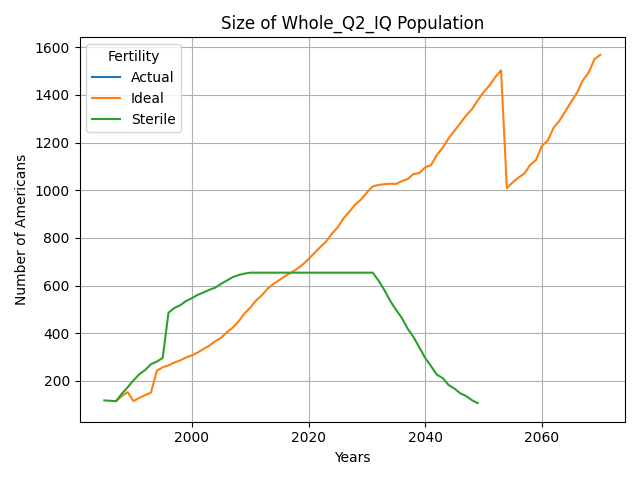 Size of Whole_Q2_IQ Population
Number of Americans
1600
1400
1200
1000
800
600
400
200
Fertility
Actual
Ideal
Sterile
2000
2020
2040
2060
Years